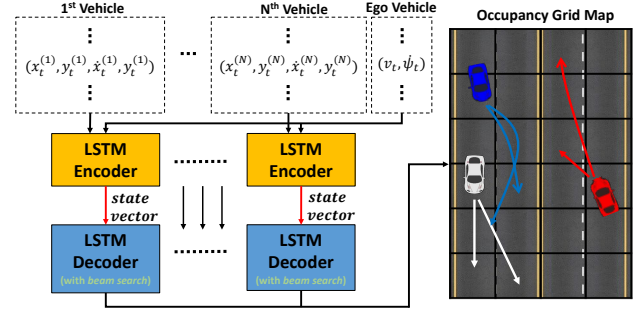 1st Vehicle
Nth Vehicle
Ego Vehicle
Occupancy Grid Map
(x_t^(1), y_t^(1), ẋ_t^(1), y_t^(1))
...
(x_t^(N), y_t^(N), ẋ_t^(N), y_t^(N))
(v_t, ψ̇_t)
LSTM
Encoder
LSTM
Encoder
state
vector
state
vector
LSTM
Decoder
(with beam search)
LSTM
Decoder
(with beam search)